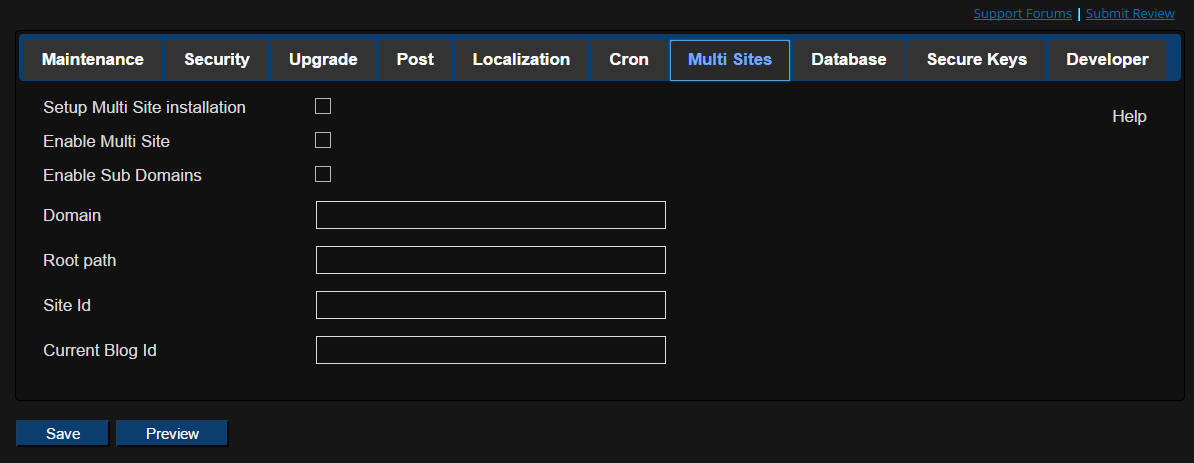 Support Forums | Submit Review
Maintenance Security Upgrade Post Localization Cron Multi Sites Database Secure Keys Developer
Setup Multi Site installation
Help
Enable Multi Site
Enable Sub Domains
Domain
Root path
Site Id
Current Blog Id
Save Preview